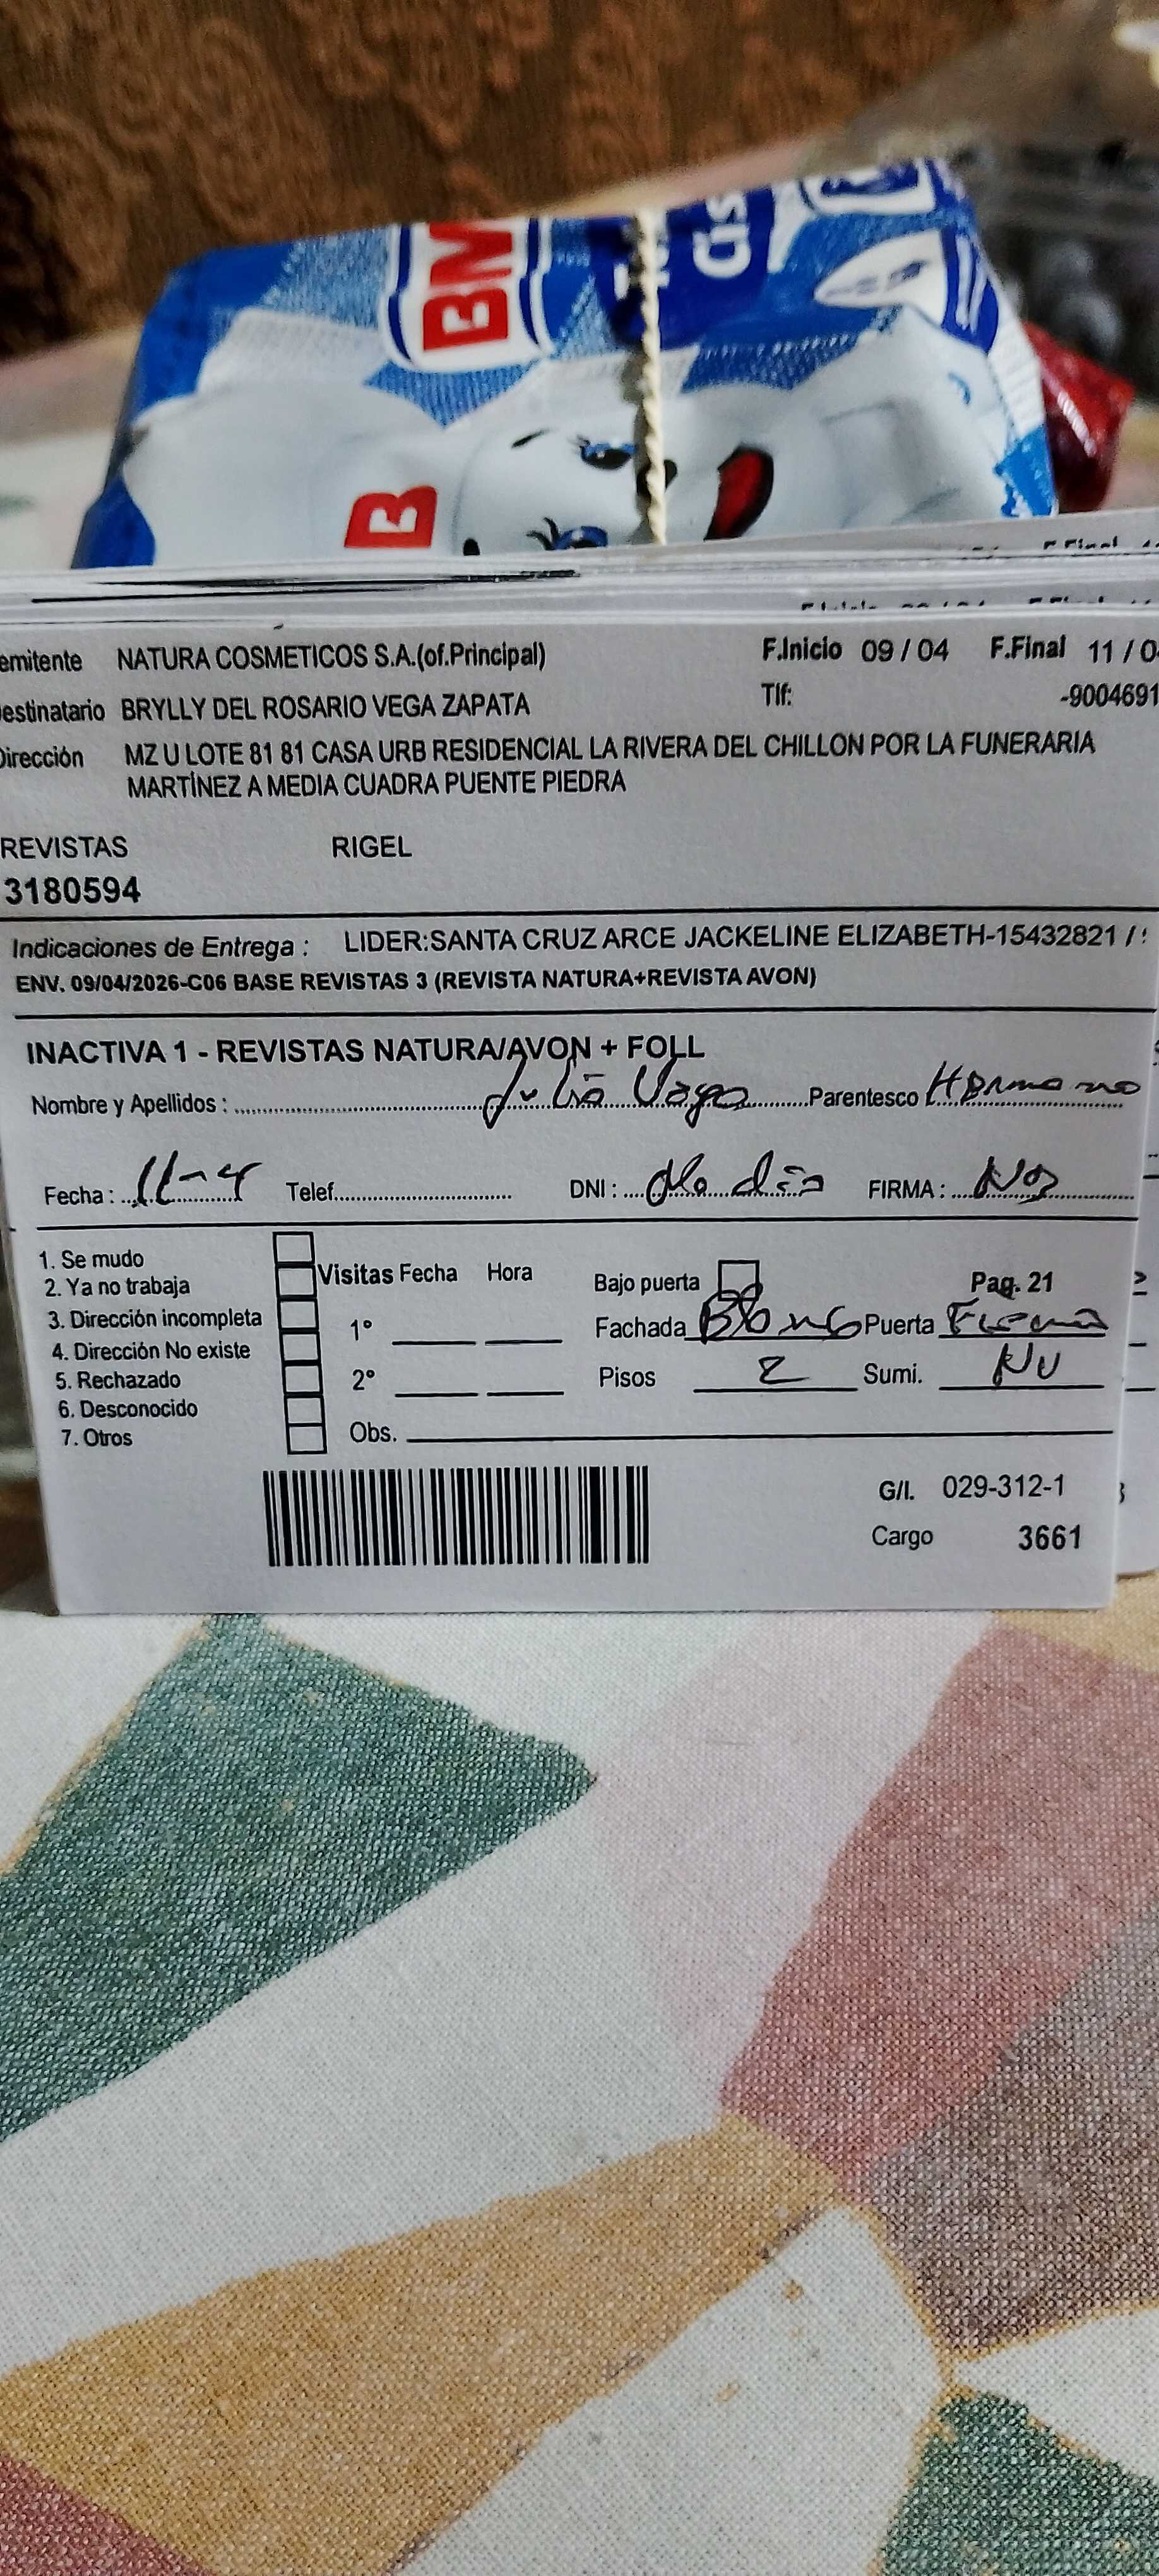 BM
B
F.Final
emitente NATURA COSMETICOS S.A.(of.Principal) F.Inicio 09 / 04 F.Final 11 / 0
estinatario BRYLLY DEL ROSARIO VEGA ZAPATA Tlf: -9004691
Dirección MZ U LOTE 81 81 CASA URB RESIDENCIAL LA RIVERA DEL CHILLON POR LA FUNERARIA
MARTÍNEZ A MEDIA CUADRA PUENTE PIEDRA
REVISTAS RIGEL
3180594
Indicaciones de Entrega : LIDER:SANTA CRUZ ARCE JACKELINE ELIZABETH-15432821 /
ENV. 09/04/2026-C06 BASE REVISTAS 3 (REVISTA NATURA+REVISTA AVON)
INACTIVA 1 - REVISTAS NATURA/AVON + FOLL
Nombre y Apellidos : Julia Vega Parentesco Hermano
Fecha : 11-4 Telef. DNI : No dio FIRMA : No
1. Se mudo
2. Ya no trabaja Visitas Fecha Hora Bajo puerta Pag. 21
3. Dirección incompleta 1° Fachada Blanco Puerta
4. Dirección No existe
5. Rechazado 2° Pisos 2 Sumi. No
6. Desconocido
7. Otros Obs.
G/I. 029-312-1
Cargo 3661